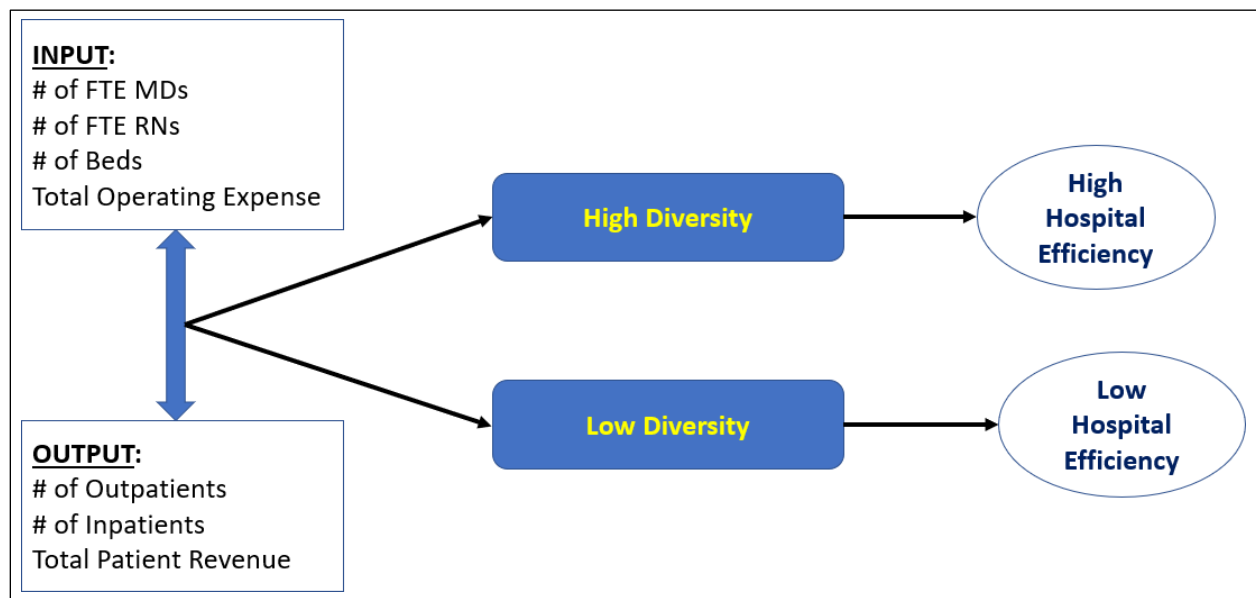 INPUT:
# of FTE MDs
# of FTE RNs
# of Beds
Total Operating Expense
High Diversity
High
Hospital
Efficiency
Low Diversity
Low
Hospital
Efficiency
OUTPUT:
# of Outpatients
# of Inpatients
Total Patient Revenue